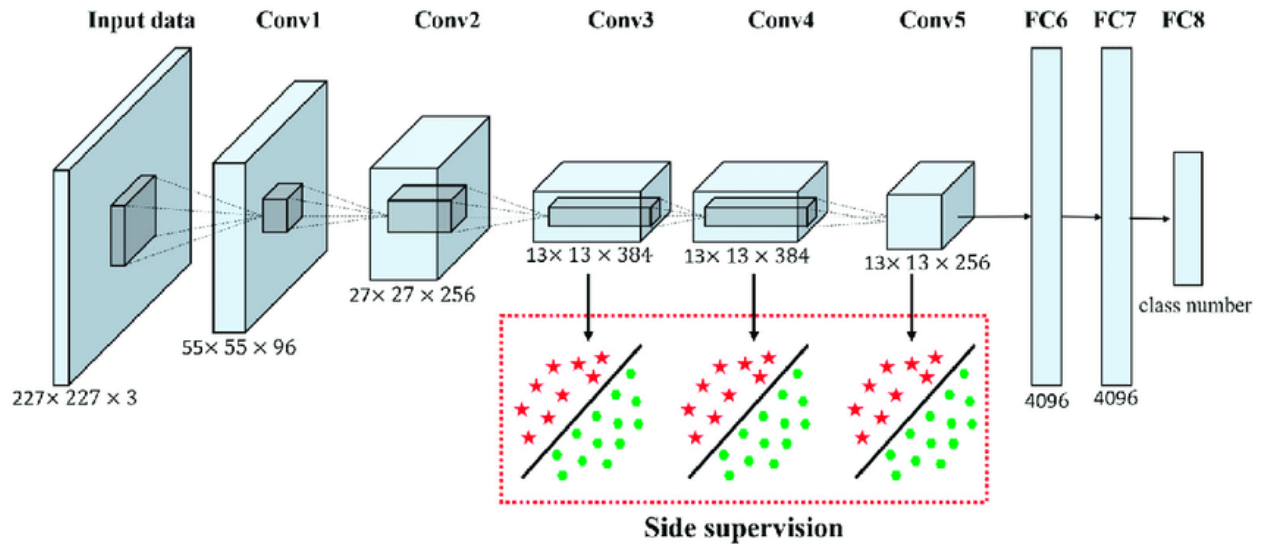 Input data
Conv1
Conv2
Conv3
Conv4
Conv5
FC6
FC7
FC8
227× 227 × 3
55× 55 × 96
27× 27 × 256
13× 13 × 384
13× 13 × 384
13× 13 × 256
4096
4096
class number
Side supervision